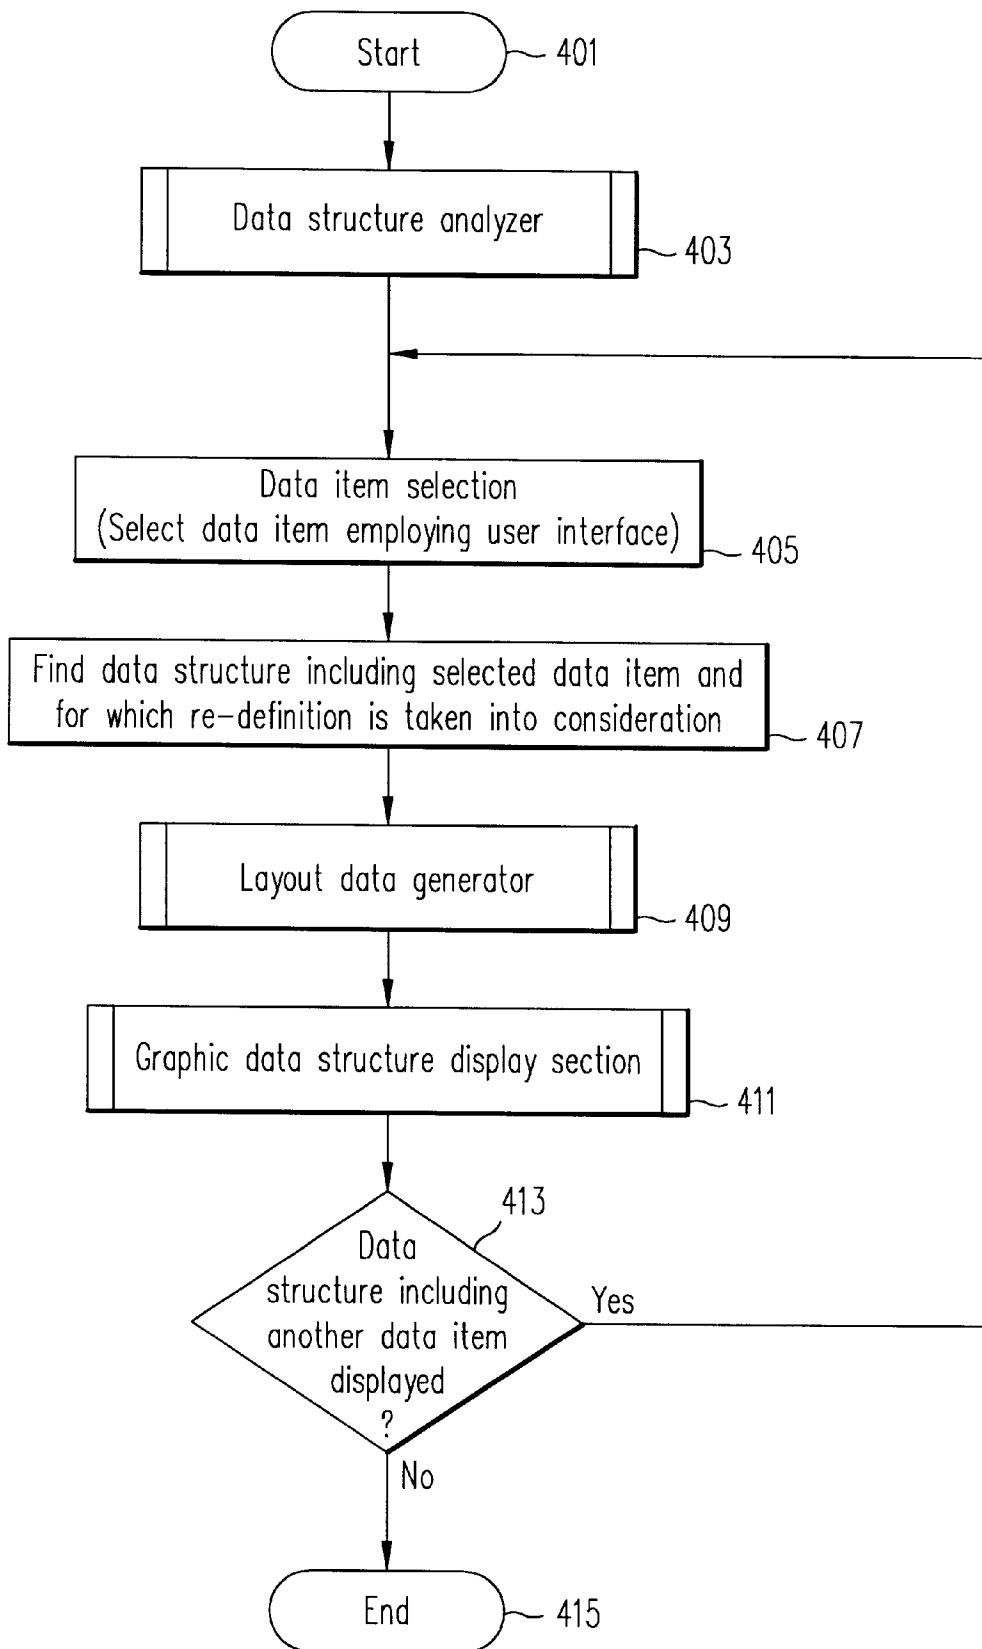 Start
401
Data structure analyzer
403
Data item selection
(Select data item employing user interface)
405
Find data structure including selected data item and
for which re-definition is taken into consideration
407
Layout data generator
409
Graphic data structure display section
411
413
Data
structure including
another data item
displayed
?
Yes
No
End
415